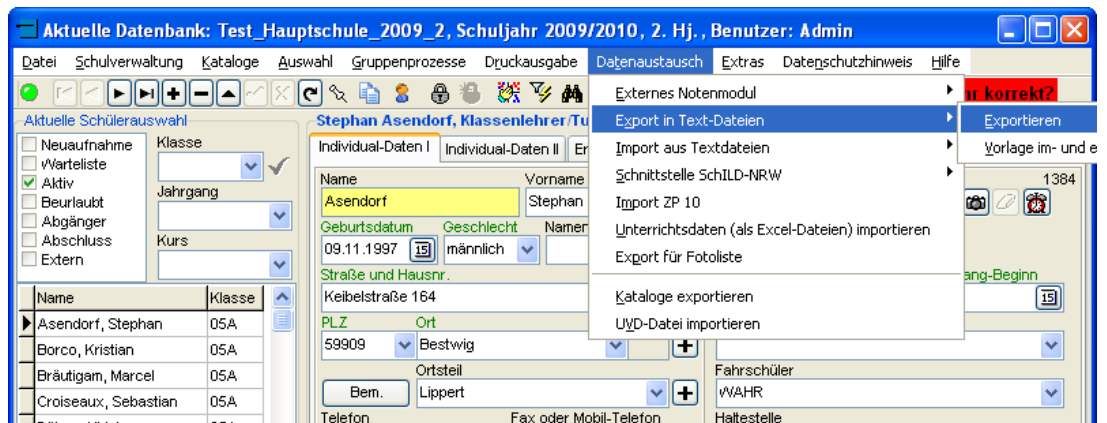 Aktuelle Datenbank: Test_Hauptschule_2009_2, Schuljahr 2009/2010, 2. Hj. , Benutzer: Admin
Datei Schulverwaltung Kataloge Auswahl Gruppenprozesse Druckausgabe Datenaustausch Extras Datenschutzhinweis Hilfe
Externes Notenmodul
Export in Text-Dateien
Import aus Textdateien
Schnittstelle SchILD-NRW
Import ZP 10
Unterrichtsdaten (als Excel-Dateien) importieren
Export für Fotoliste
Kataloge exportieren
UVD-Datei importieren
Exportieren
Vorlage im- und e
hr korrekt?
Aktuelle Schülerauswahl
Neuaufnahme
Warteliste
Aktiv
Beurlaubt
Abgänger
Abschluss
Extern
Klasse
Jahrgang
Kurs
Name Klasse
Asendorf, Stephan 05A
Borco, Kristian 05A
Bräutigam, Marcel 05A
Croiseaux, Sebastian 05A
Stephan Asendorf, Klassenlehrer/Tu
Individual-Daten I Individual-Daten II Er
Name Vorname 1384
Asendorf Stephan
Geburtsdatum Geschlecht Namen
09.11.1997 15 männlich
Straße und Hausnr. ang-Beginn
Keibelstraße 164 15
PLZ Ort
59909 Bestwig
Ortsteil Fahrschüler
Bem. Lippert WAHR
Telefon Fax oder Mobil-Telefon Haltestelle